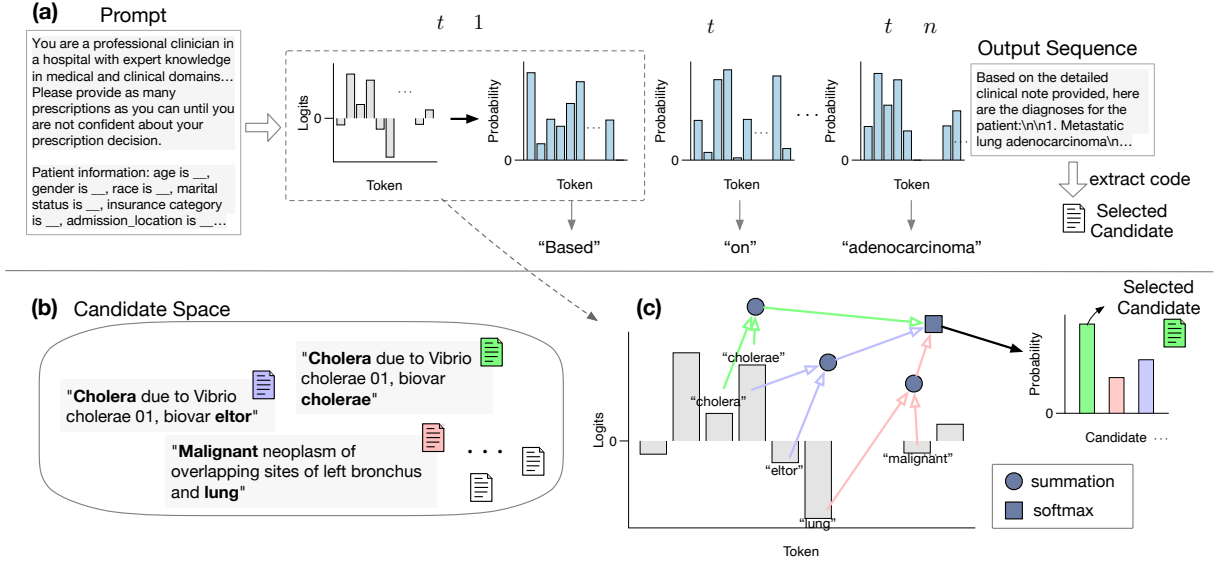 (a)
Prompt
You are a professional clinician in
a hospital with expert knowledge
in medical and clinical domains…
Please provide as many
prescriptions as you can until you
are not confident about your
prescription decision.
Patient information: age is __,
gender is __, race is __, marital
status is __, insurance category
is __, admission_location is __…
t 1
t
t n
Logits
0
...
Token
Probability
0
...
Token
Probability
0
...
Token
...
Probability
0
...
Token
"Based"
"on"
"adenocarcinoma"
Output Sequence
Based on the detailed
clinical note provided, here
are the diagnoses for the
patient:\n\n1. Metastatic
lung adenocarcinoma\n…
extract code
Selected
Candidate
(b) Candidate Space
"Cholera due to Vibrio
cholerae 01, biovar
cholerae"
"Cholera due to Vibrio
cholerae 01, biovar eltor"
"Malignant neoplasm of
overlapping sites of left bronchus
and lung"
...
(c)
Logits
0
"cholerae"
"cholera"
"eltor"
"malignant"
"lung"
Token
summation
softmax
Selected
Candidate
Probability
0
Candidate ...